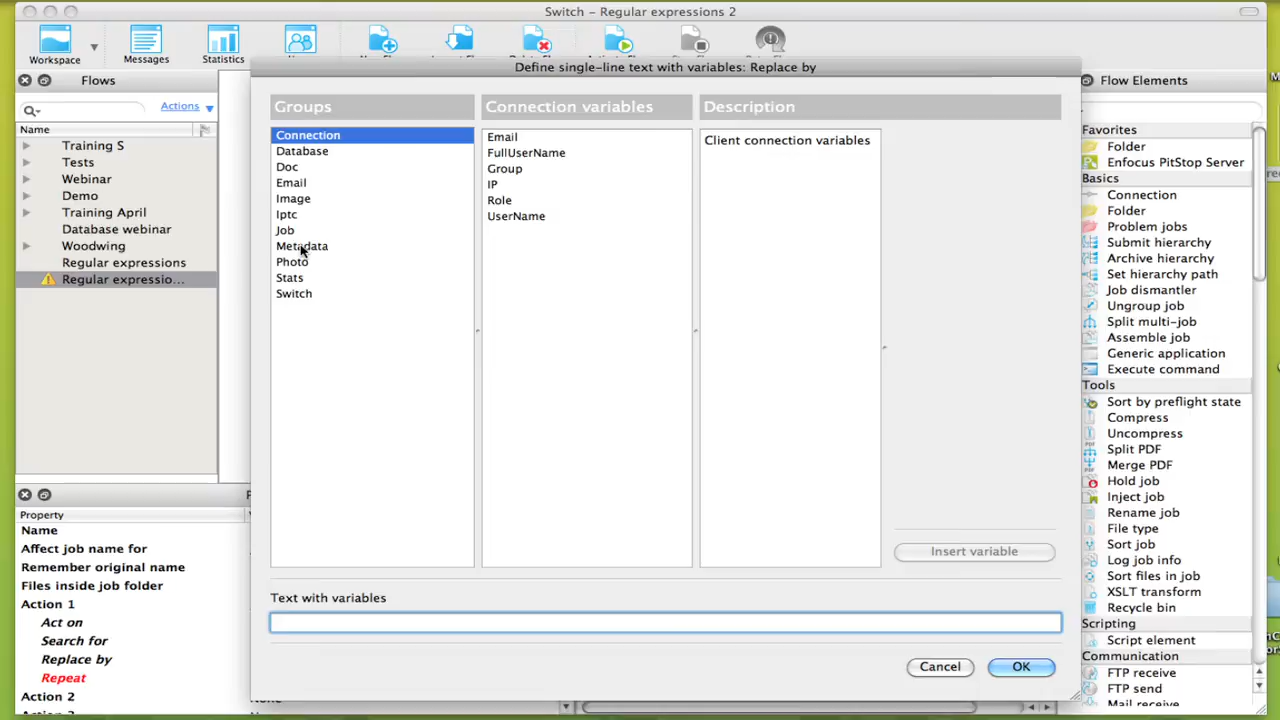 Switch – Regular expressions 2
Workspace
Messages
Statistics
Flows
Actions
Name
Training S
Tests
Webinar
Demo
Training April
Database webinar
Woodwing
Regular expressions
Regular expressio...
Property
Name
Affect job name for
Remember original name
Files inside job folder
Action 1
Act on
Search for
Replace by
Repeat
Action 2
Define single-line text with variables: Replace by
Groups
Connection
Database
Doc
Email
Image
Iptc
Job
Metadata
Photo
Stats
Switch
Connection variables
Email
FullUserName
Group
IP
Role
UserName
Description
Client connection variables
Insert variable
Text with variables
Cancel
OK
Flow Elements
Favorites
Folder
Enfocus PitStop Server
Basics
Connection
Folder
Problem jobs
Submit hierarchy
Archive hierarchy
Set hierarchy path
Job dismantler
Ungroup job
Split multi-job
Assemble job
Generic application
Execute command
Tools
Sort by preflight state
Compress
Uncompress
Split PDF
Merge PDF
Hold job
Inject job
Rename job
File type
Sort job
Log job info
Sort files in job
XSLT transform
Recycle bin
Scripting
Script element
Communication
FTP receive
FTP send
Mail receive